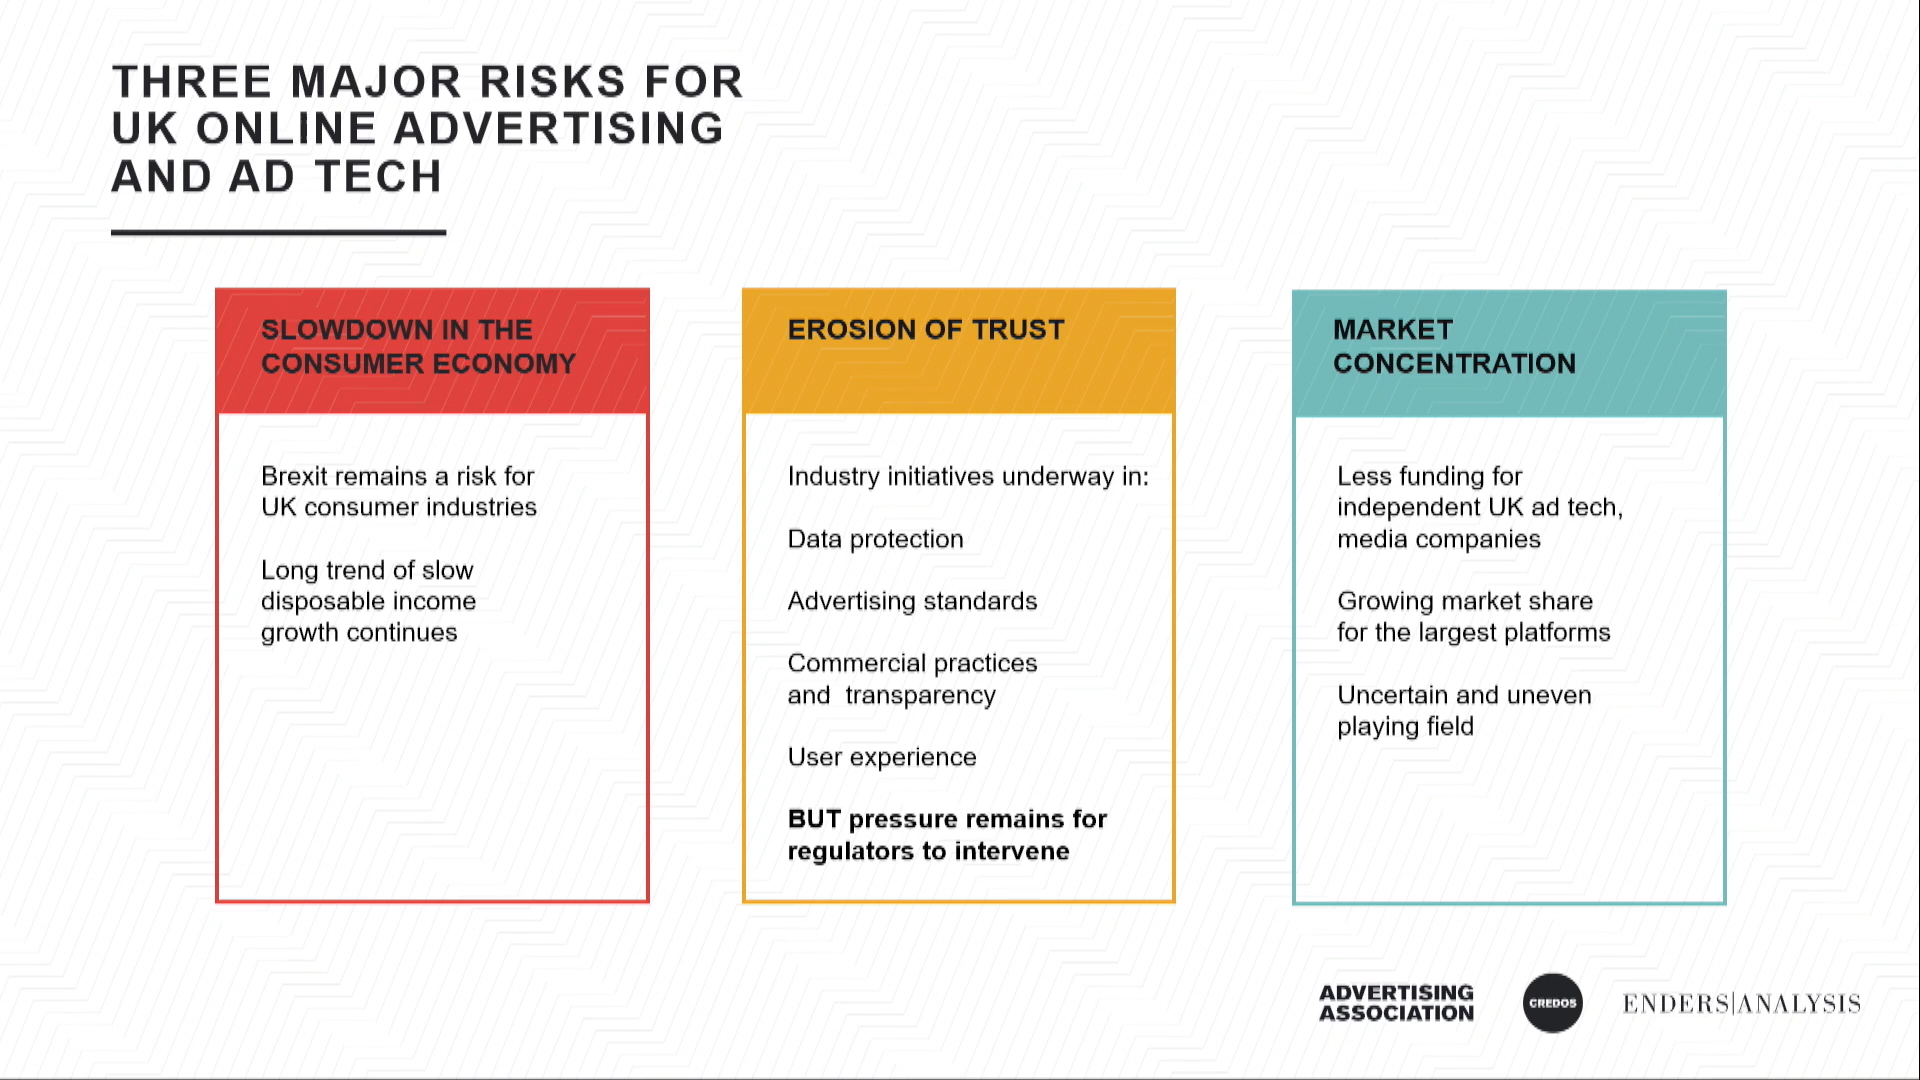 THREE MAJOR RISKS FOR
UK ONLINE ADVERTISING
AND AD TECH
SLOWDOWN IN THE
CONSUMER ECONOMY
Brexit remains a risk for
UK consumer industries
Long trend of slow
disposable income
growth continues
EROSION OF TRUST
Industry initiatives underway in:
Data protection
Advertising standards
Commercial practices
and  transparency
User experience
BUT pressure remains for
regulators to intervene
MARKET
CONCENTRATION
Less funding for
independent UK ad tech,
media companies
Growing market share
for the largest platforms
Uncertain and uneven
playing field
ADVERTISING
ASSOCIATION
CREDOS
ENDERS|ANALYSIS